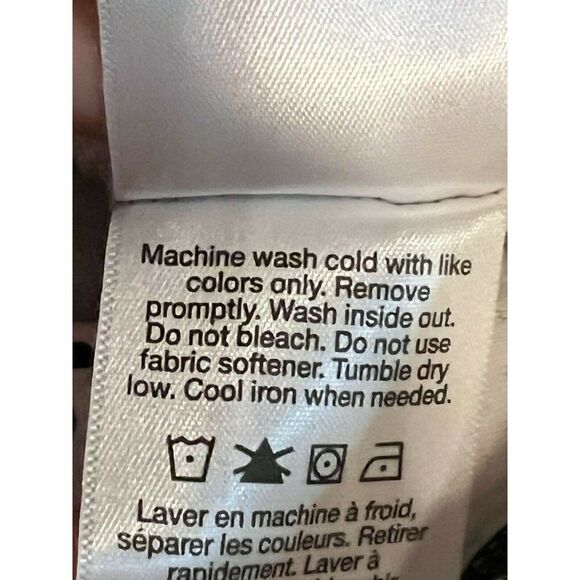 Machine wash cold with like
colors only. Remove
promptly. Wash inside out.
Do not bleach. Do not use
fabric softener. Tumble dry
low. Cool iron when needed.
Laver en machine à froid,
séparer les couleurs. Retirer
rapidement. Laver à